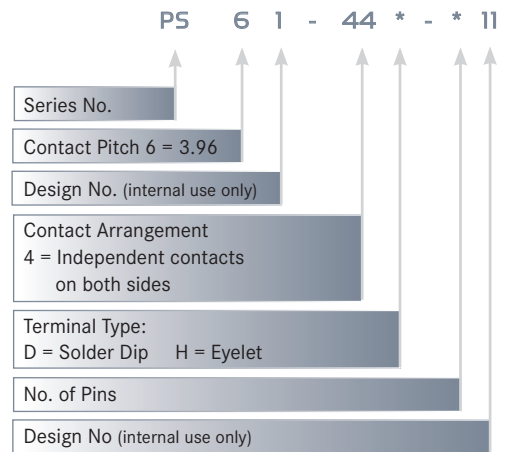 PS 6 1 - 44 * - * 11
Series No.
Contact Pitch 6 = 3.96
Design No. (internal use only)
Contact Arrangement
4 = Independent contacts
on both sides
Terminal Type:
D = Solder Dip H = Eyelet
No. of Pins
Design No (internal use only)